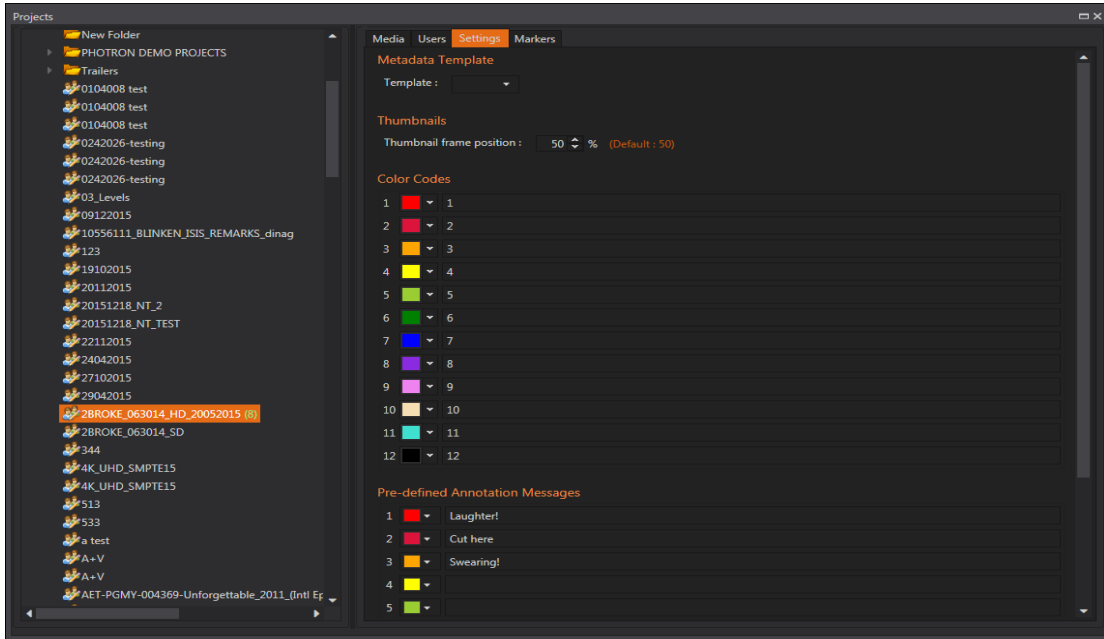 Projects
New Folder
PHOTRON DEMO PROJECTS
Trailers
0104008 test
0104008 test
0104008 test
0242026-testing
0242026-testing
0242026-testing
03_Levels
09122015
10556111_BLINKEN_ISIS_REMARKS_dinag
123
19102015
20112015
20151218_NT_2
20151218_NT_TEST
22112015
24042015
27102015
29042015
2BROKE_063014_HD_20052015 (8)
2BROKE_063014_SD
344
4K_UHD_SMPTE15
4K_UHD_SMPTE15
513
533
a test
A+V
A+V
AET-PGMY-004369-Unforgettable_2011_(Intl Ep
Media Users Settings Markers
Metadata Template
Template :
Thumbnails
Thumbnail frame position : 50 % (Default : 50)
Color Codes
1 1
2 2
3 3
4 4
5 5
6 6
7 7
8 8
9 9
10 10
11 11
12 12
Pre-defined Annotation Messages
1 Laughter!
2 Cut here
3 Swearing!
4
5